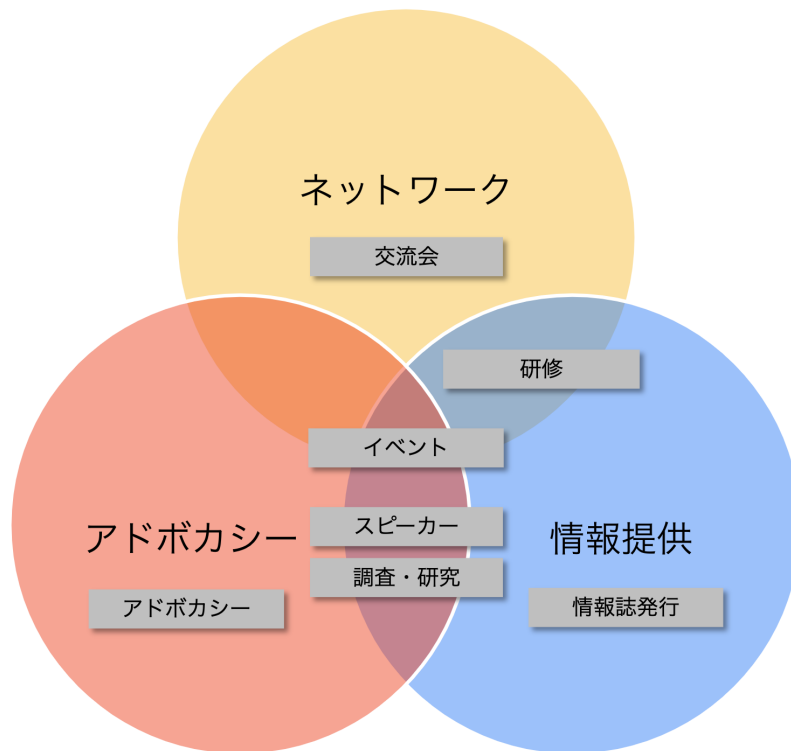 ネットワーク
交流会
研修
イベント
アドボカシー
スピーカー
情報提供
調査・研究
アドボカシー
情報誌発行